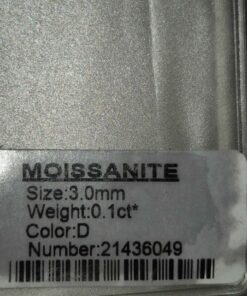 MOISSANITE
Size:3.0mm
Weight:0.1ct*
Color:D
Number:21436049